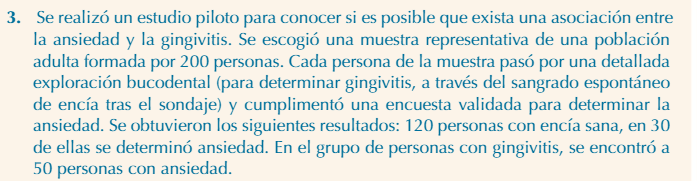 3. Se realizó un estudio piloto para conocer si es posible que exista una asociación entre
la ansiedad y la gingivitis. Se escogió una muestra representativa de una población
adulta formada por 200 personas. Cada persona de la muestra pasó por una detallada
exploración bucodental (para determinar gingivitis, a través del sangrado espontáneo
de encía tras el sondaje) y cumplimentó una encuesta validada para determinar la
ansiedad. Se obtuvieron los siguientes resultados: 120 personas con encía sana, en 30
de ellas se determinó ansiedad. En el grupo de personas con gingivitis, se encontró a
50 personas con ansiedad.